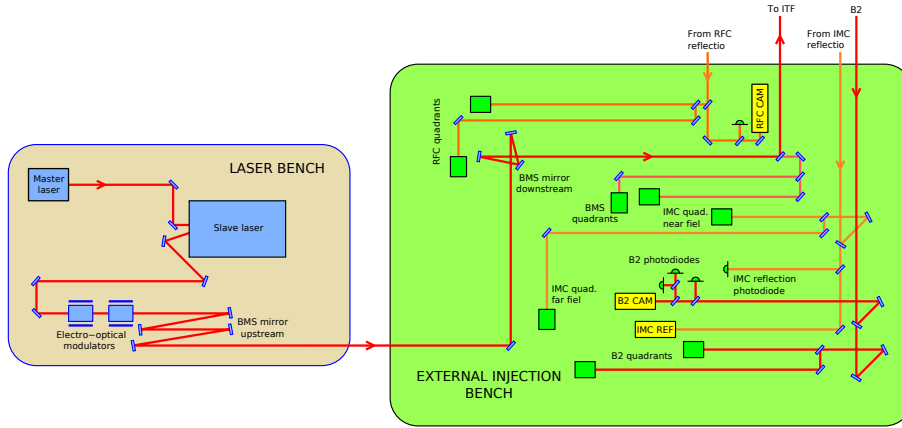 To ITF
B2
From RFC
reflectio
From IMC
reflectio
LASER BENCH
Master
laser
Slave laser
RFC quadrants
RFC CAM
BMS mirror
downstream
BMS
quadrants
IMC quad.
near fiel
B2 photodiodes
IMC reflection
photodiode
IMC quad.
far fiel
B2 CAM
IMC REF
B2 quadrants
BMS mirror
upstream
Electro−optical
modulators
EXTERNAL INJECTION
BENCH